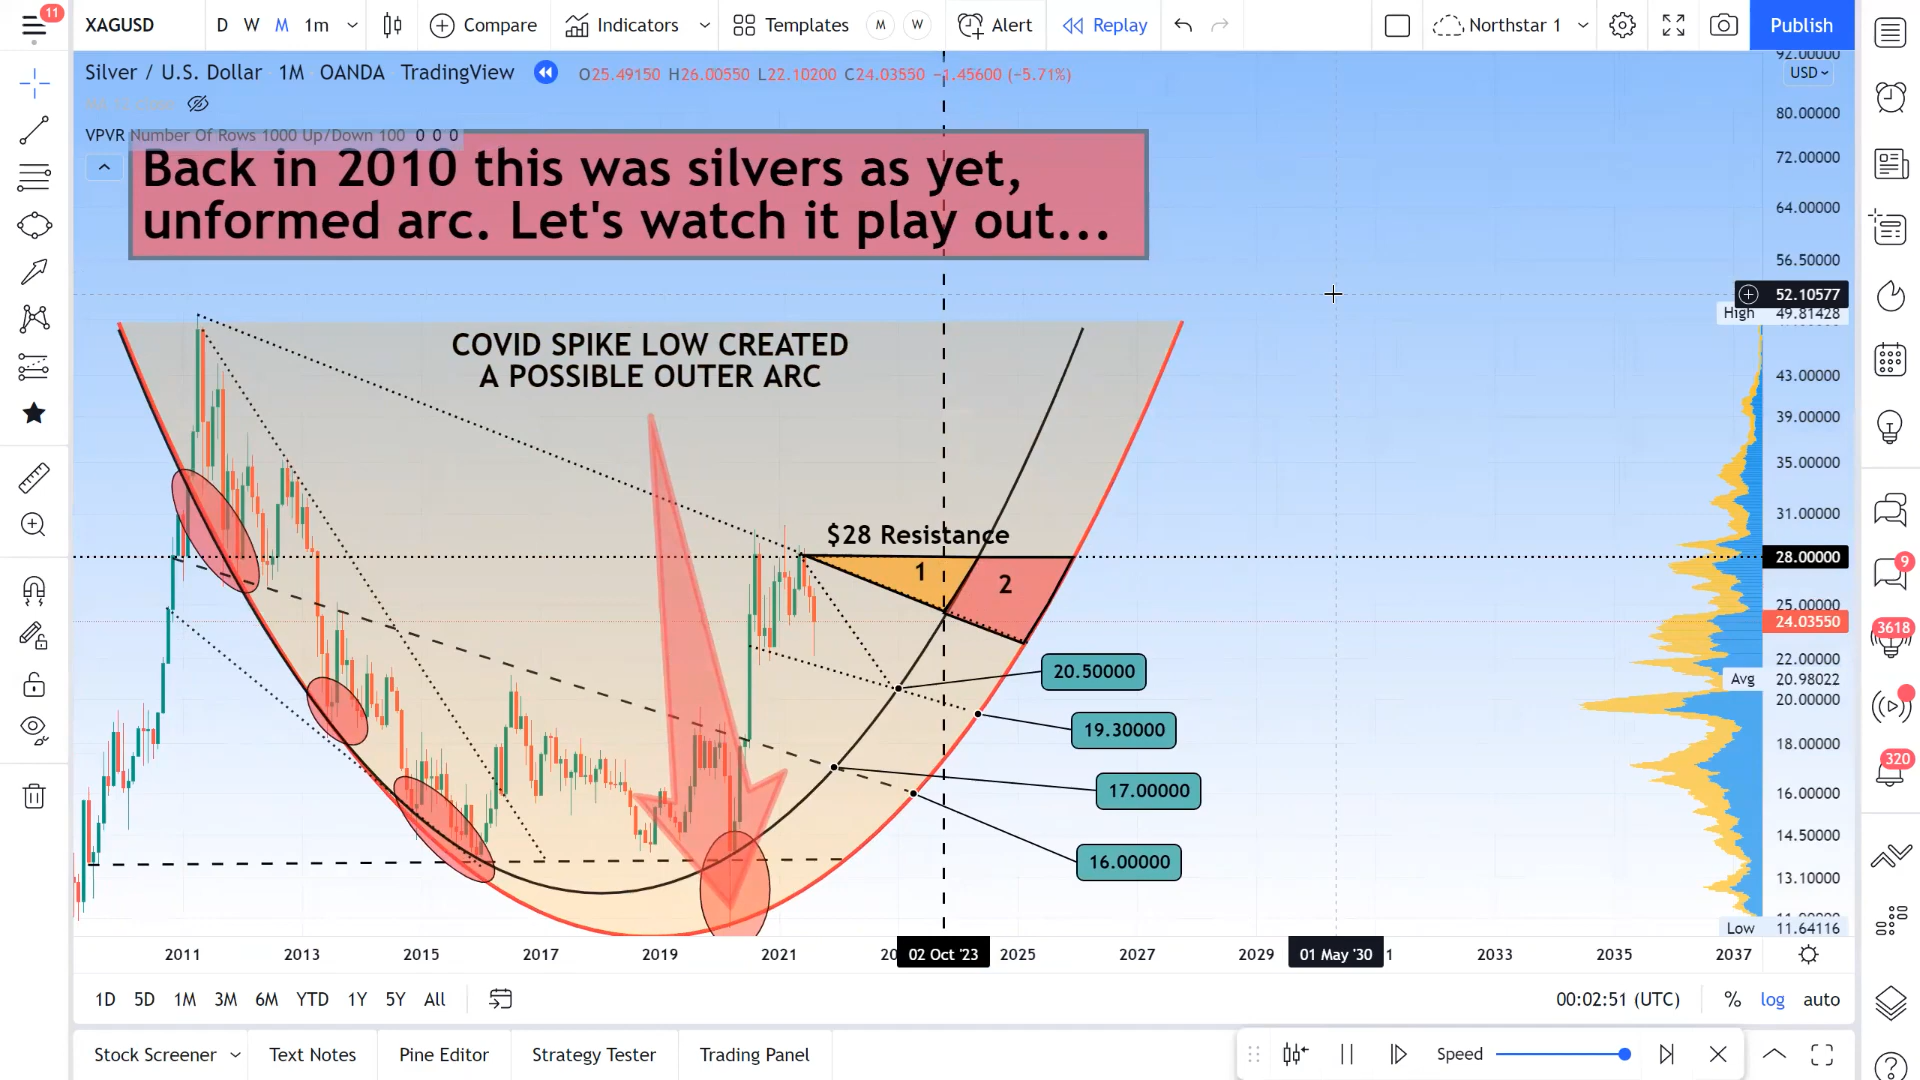 11
XAGUSD
D W M 1m
Compare
Indicators
Templates
M
W
Alert
Replay
Northstar 1
Publish
Silver / U.S. Dollar · 1M · OANDA · TradingView
O25.49150 H26.00550 L22.10200 C24.03550 −1.45600 (−5.71%)
VPVR Number Of Rows 1000 Up/Down 100 0 0 0
Back in 2010 this was silvers as yet,
unformed arc. Let's watch it play out...
COVID SPIKE LOW CREATED
A POSSIBLE OUTER ARC
$28 Resistance
1
2
20.50000
19.30000
17.00000
16.00000
92.00000
USD
80.00000
72.00000
64.00000
56.50000
52.10577
High 49.81428
43.00000
39.00000
35.00000
31.00000
28.00000
25.00000
24.03550
22.00000
Avg 20.98022
20.00000
18.00000
16.00000
14.50000
13.10000
Low 11.64116
9
3618
320
2011 2013 2015 2017 2019 2021 20 02 Oct '23 2025 2027 2029 01 May '30 1 2033 2035 2037
1D 5D 1M 3M 6M YTD 1Y 5Y All
00:02:51 (UTC) % log auto
Stock Screener Text Notes Pine Editor Strategy Tester Trading Panel
Speed